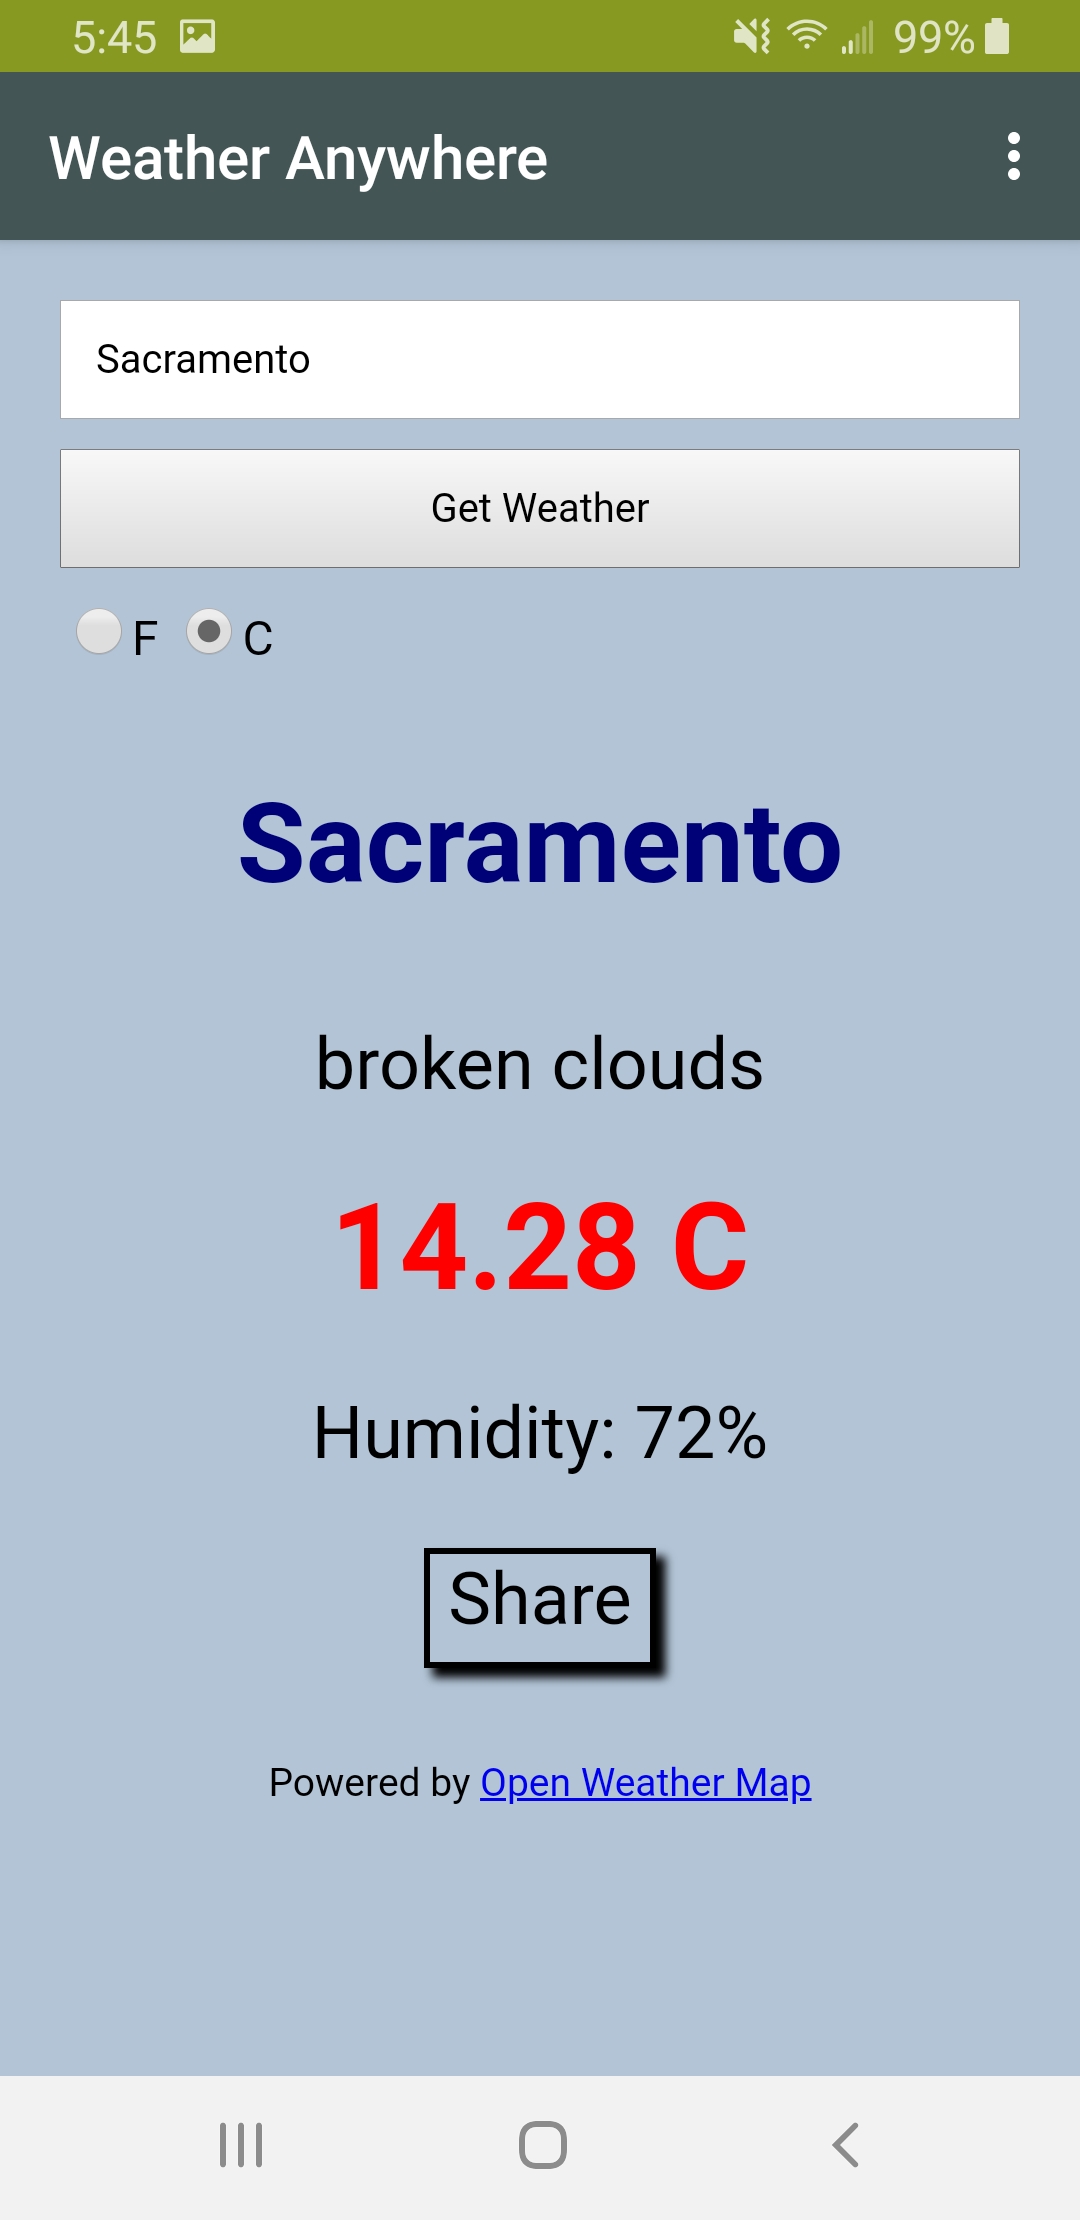 5:45 99%
Weather Anywhere
Sacramento
Get Weather
F C
Sacramento
broken clouds
14.28 C
Humidity: 72%
Share
Powered by Open Weather Map